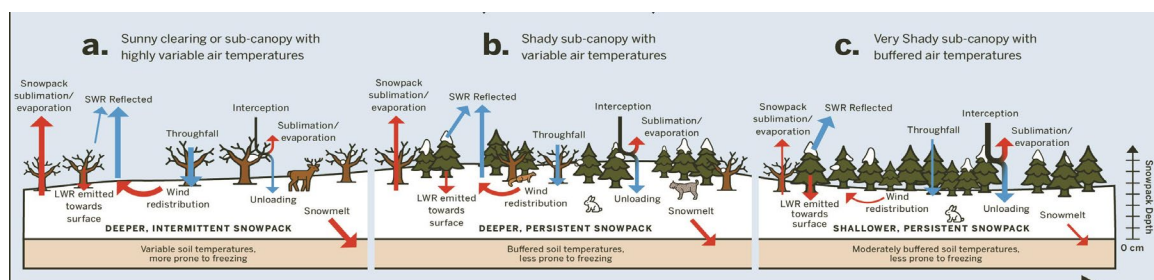 a. Sunny clearing or sub-canopy with
highly variable air temperatures
Snowpack
sublimation/
evaporation
SWR Reflected
Throughfall
Interception
Sublimation/
evaporation
LWR emitted
towards
surface
Wind
redistribution
Unloading
Snowmelt
DEEPER, INTERMITTENT SNOWPACK
Variable soil temperatures,
more prone to freezing
b. Shady sub-canopy with
variable air temperatures
Snowpack
sublimation/
evaporation
SWR Reflected
Throughfall
Interception
Sublimation/
evaporation
LWR emitted
towards
surface
Wind
redistribution
Unloading
Snowmelt
DEEPER, PERSISTENT SNOWPACK
Buffered soil temperatures,
less prone to freezing
c. Very Shady sub-canopy with
buffered air temperatures
Snowpack
sublimation/
evaporation
SWR Reflected
Throughfall
Interception
Sublimation/
evaporation
LWR emitted
towards
surface
Wind
redistribution
Unloading
Snowmelt
SHALLOWER, PERSISTENT SNOWPACK
Moderately buffered soil temperatures,
less prone to freezing
Snowpack Depth
0 cm